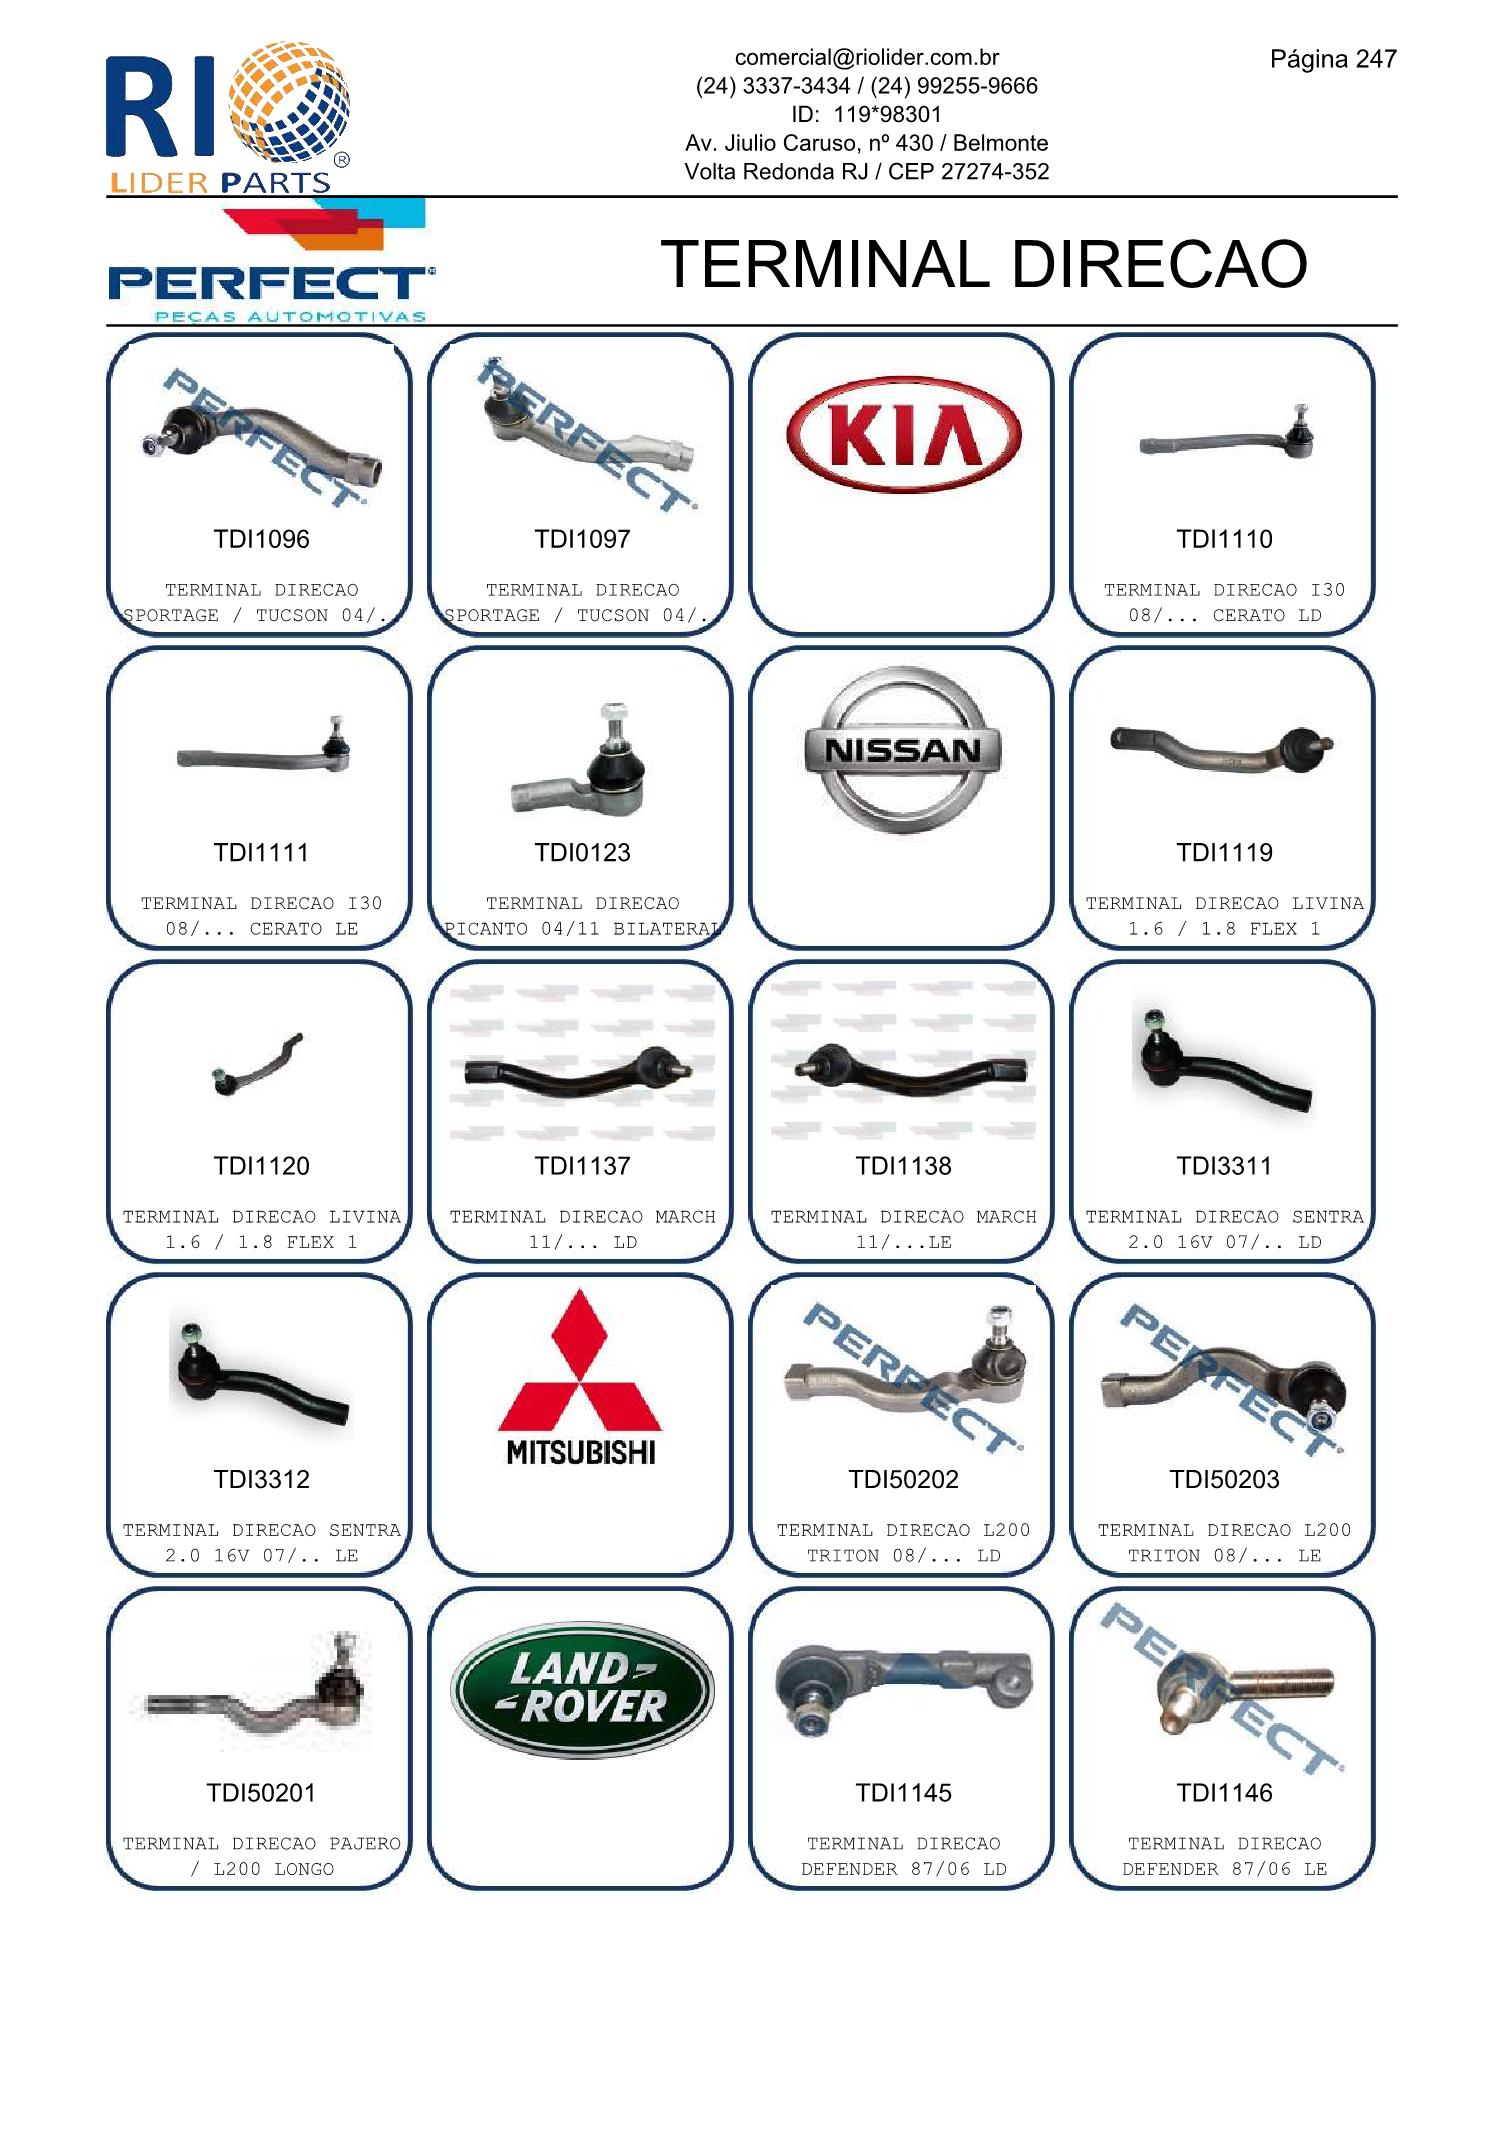 RIO
LIDER PARTS
®
comercial@riolider.com.br
(24) 3337-3434 / (24) 99255-9666
ID: 119*98301
Av. Jiulio Caruso, nº 430 / Belmonte
Volta Redonda RJ / CEP 27274-352
Página 247
PERFECT
PEÇAS AUTOMOTIVAS
TERMINAL DIRECAO
PERFECT
TDI1096
TERMINAL DIRECAO
SPORTAGE / TUCSON 04/.
PERFECT
TDI1097
TERMINAL DIRECAO
SPORTAGE / TUCSON 04/.
KIA
TDI1110
TERMINAL DIRECAO I30
08/... CERATO LD
TDI1111
TERMINAL DIRECAO I30
08/... CERATO LE
TDI0123
TERMINAL DIRECAO
PICANTO 04/11 BILATERAL
NISSAN
TDI1119
TERMINAL DIRECAO LIVINA
1.6 / 1.8 FLEX 1
TDI1120
TERMINAL DIRECAO LIVINA
1.6 / 1.8 FLEX 1
TDI1137
TERMINAL DIRECAO MARCH
11/... LD
TDI1138
TERMINAL DIRECAO MARCH
11/...LE
TDI3311
TERMINAL DIRECAO SENTRA
2.0 16V 07/.. LD
TDI3312
TERMINAL DIRECAO SENTRA
2.0 16V 07/.. LE
MITSUBISHI
PERFECT
TDI50202
TERMINAL DIRECAO L200
TRITON 08/... LD
PERFECT
TDI50203
TERMINAL DIRECAO L200
TRITON 08/... LE
TDI50201
TERMINAL DIRECAO PAJERO
/ L200 LONGO
LAND-
-ROVER
TDI1145
TERMINAL DIRECAO
DEFENDER 87/06 LD
PERFECT
TDI1146
TERMINAL DIRECAO
DEFENDER 87/06 LE